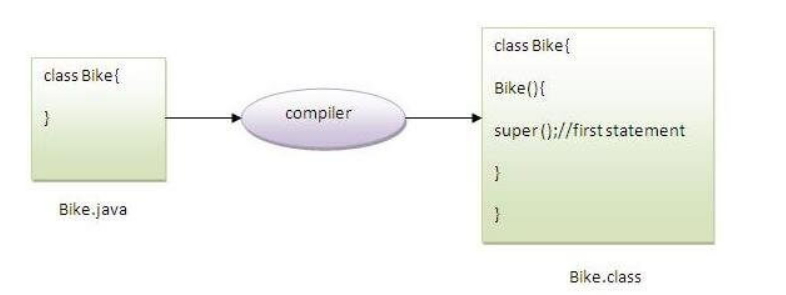 class Bike{
}
Bike.java
compiler
class Bike{
Bike(){
super();//first statement
}
}
Bike.class